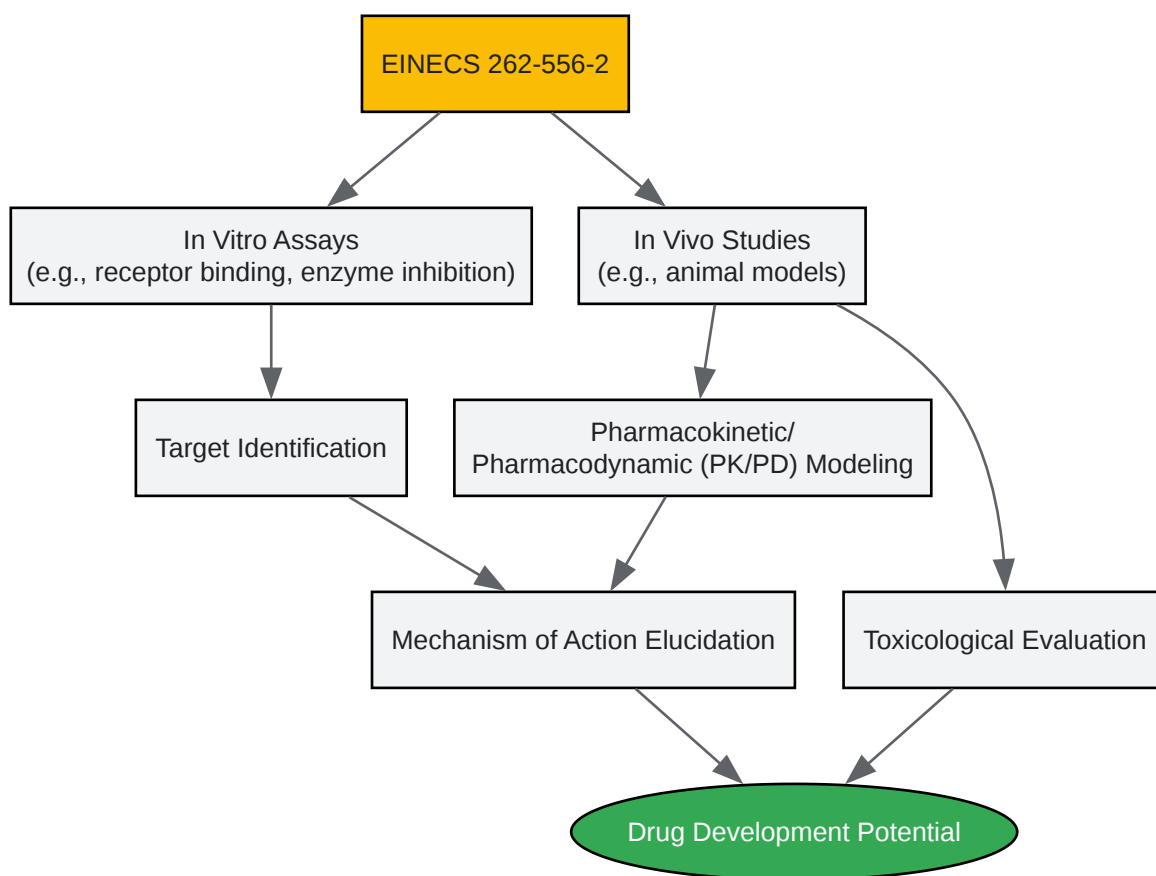 EINECS 262-556-2
In Vitro Assays
(e.g., receptor binding, enzyme inhibition)
In Vivo Studies
(e.g., animal models)
Target Identification
Pharmacokinetic/
Pharmacodynamic (PK/PD) Modeling
Mechanism of Action Elucidation
Toxicological Evaluation
Drug Development Potential